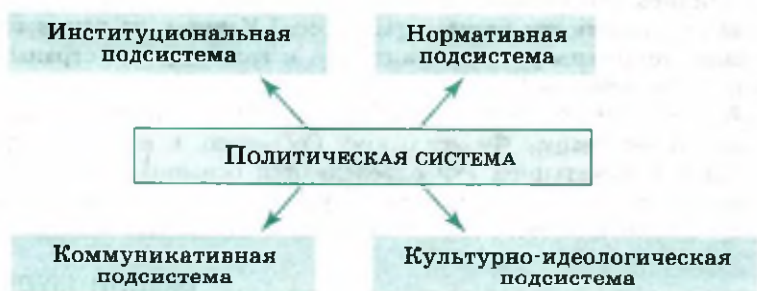 Институциональная
подсистема
Нормативная
подсистема
Политическая система
Коммуникативная
подсистема
Культурно-идеологическая
подсистема